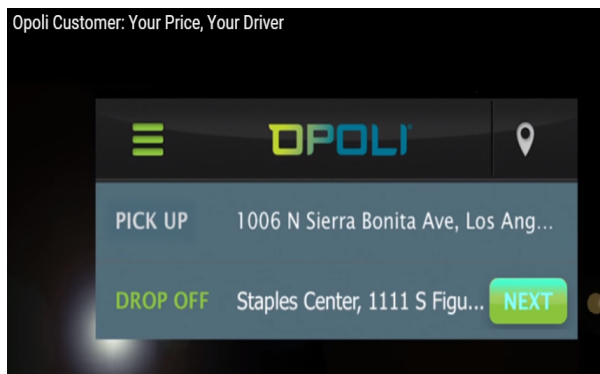 Opoli Customer: Your Price, Your Driver
OPOLI
PICK UP 1006 N Sierra Bonita Ave, Los Ang...
DROP OFF Staples Center, 1111 S Figu... NEXT